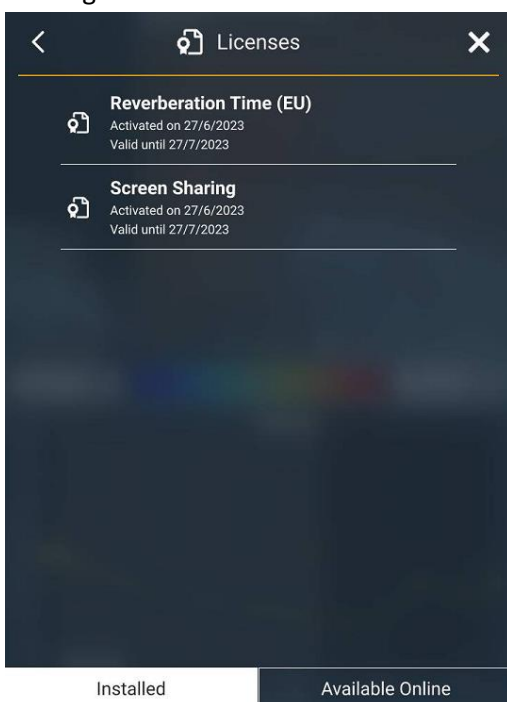 Licenses
Reverberation Time (EU)
Activated on 27/6/2023
Valid until 27/7/2023
Screen Sharing
Activated on 27/6/2023
Valid until 27/7/2023
Installed
Available Online